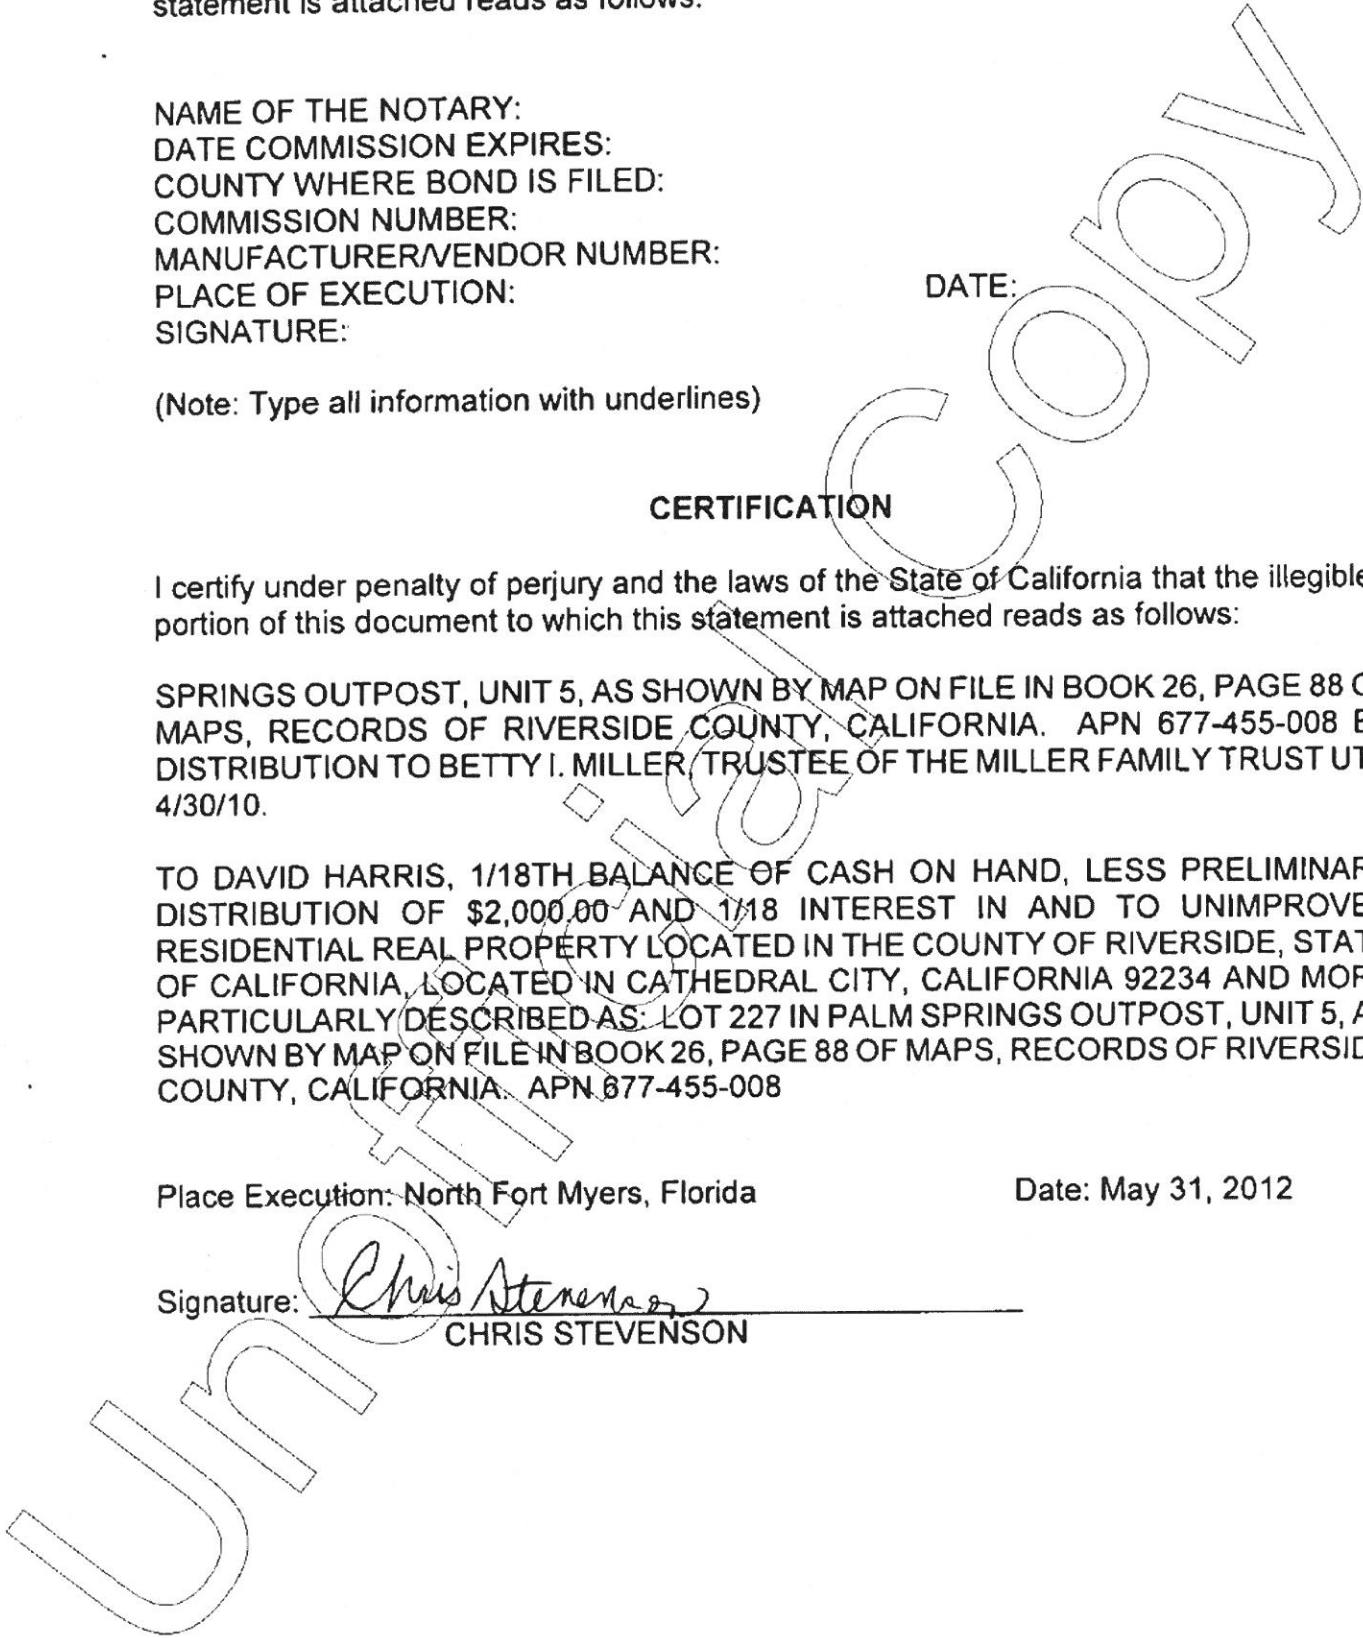 statement is attached reads as follows:
NAME OF THE NOTARY:
DATE COMMISSION EXPIRES:
COUNTY WHERE BOND IS FILED:
COMMISSION NUMBER:
MANUFACTURER/VENDOR NUMBER:
PLACE OF EXECUTION:
DATE:
SIGNATURE:
(Note: Type all information with underlines)
CERTIFICATION
I certify under penalty of perjury and the laws of the State of California that the illegible
portion of this document to which this statement is attached reads as follows:
SPRINGS OUTPOST, UNIT 5, AS SHOWN BY MAP ON FILE IN BOOK 26, PAGE 88
MAPS, RECORDS OF RIVERSIDE COUNTY, CALIFORNIA. APN 677-455-008
DISTRIBUTION TO BETTY I. MILLER, TRUSTEE OF THE MILLER FAMILY TRUST
4/30/10.
TO DAVID HARRIS, 1/18TH BALANCE OF CASH ON HAND, LESS PRELIMINAR
DISTRIBUTION OF $2,000.00 AND 1/18 INTEREST IN AND TO UNIMPROVE
RESIDENTIAL REAL PROPERTY LOCATED IN THE COUNTY OF RIVERSIDE, STAT
OF CALIFORNIA, LOCATED IN CATHEDRAL CITY, CALIFORNIA 92234 AND MOR
PARTICULARLY DESCRIBED AS: LOT 227 IN PALM SPRINGS OUTPOST, UNIT 5, A
SHOWN BY MAP ON FILE IN BOOK 26, PAGE 88 OF MAPS, RECORDS OF RIVERSID
COUNTY, CALIFORNIA. APN 677-455-008
Place Execution: North Fort Myers, Florida
Date: May 31, 2012
Signature: Chris Stevenson
CHRIS STEVENSON
Unofficial Copy